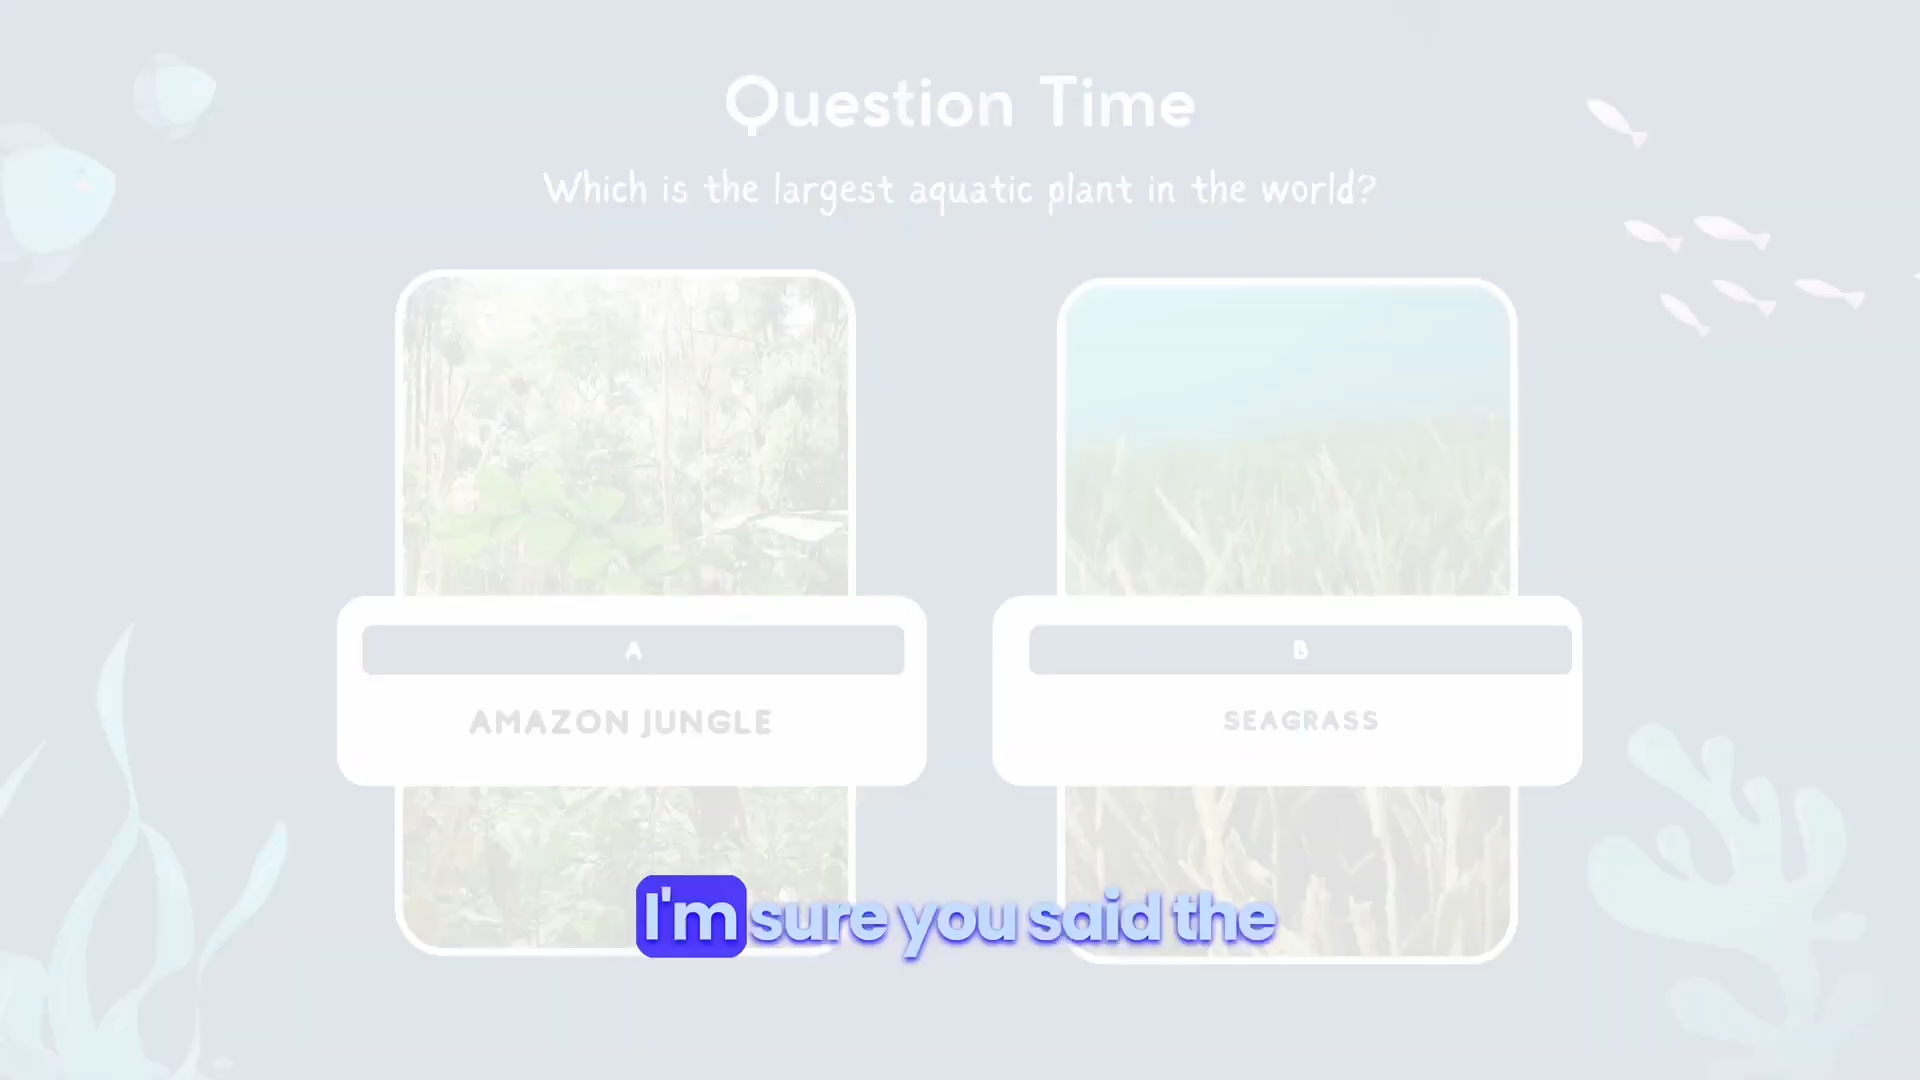 Question Time
Which is the largest aquatic plant in the world?
A
AMAZON JUNGLE
B
SEAGRASS
I'm sure you said the